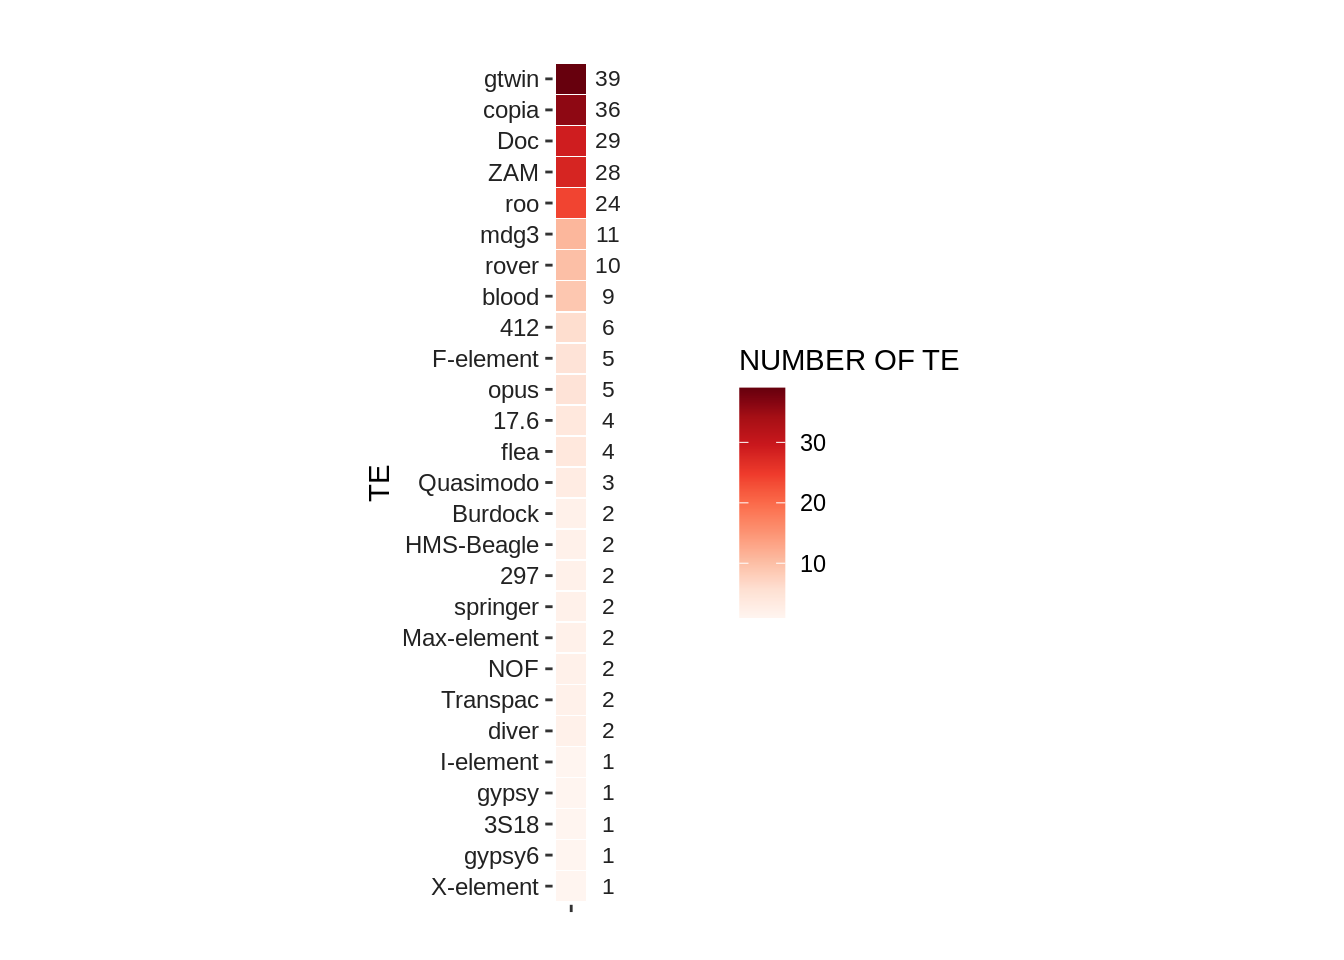 gtwin 39
copia 36
Doc 29
ZAM 28
roo 24
mdg3 11
rover 10
blood 9
412 6
F-element 5
opus 5
17.6 4
flea 4
Quasimodo 3
Burdock 2
HMS-Beagle 2
297 2
springer 2
Max-element 2
NOF 2
Transpac 2
diver 2
I-element 1
gypsy 1
3S18 1
gypsy6 1
X-element 1
TE
NUMBER OF TE
30
20
10